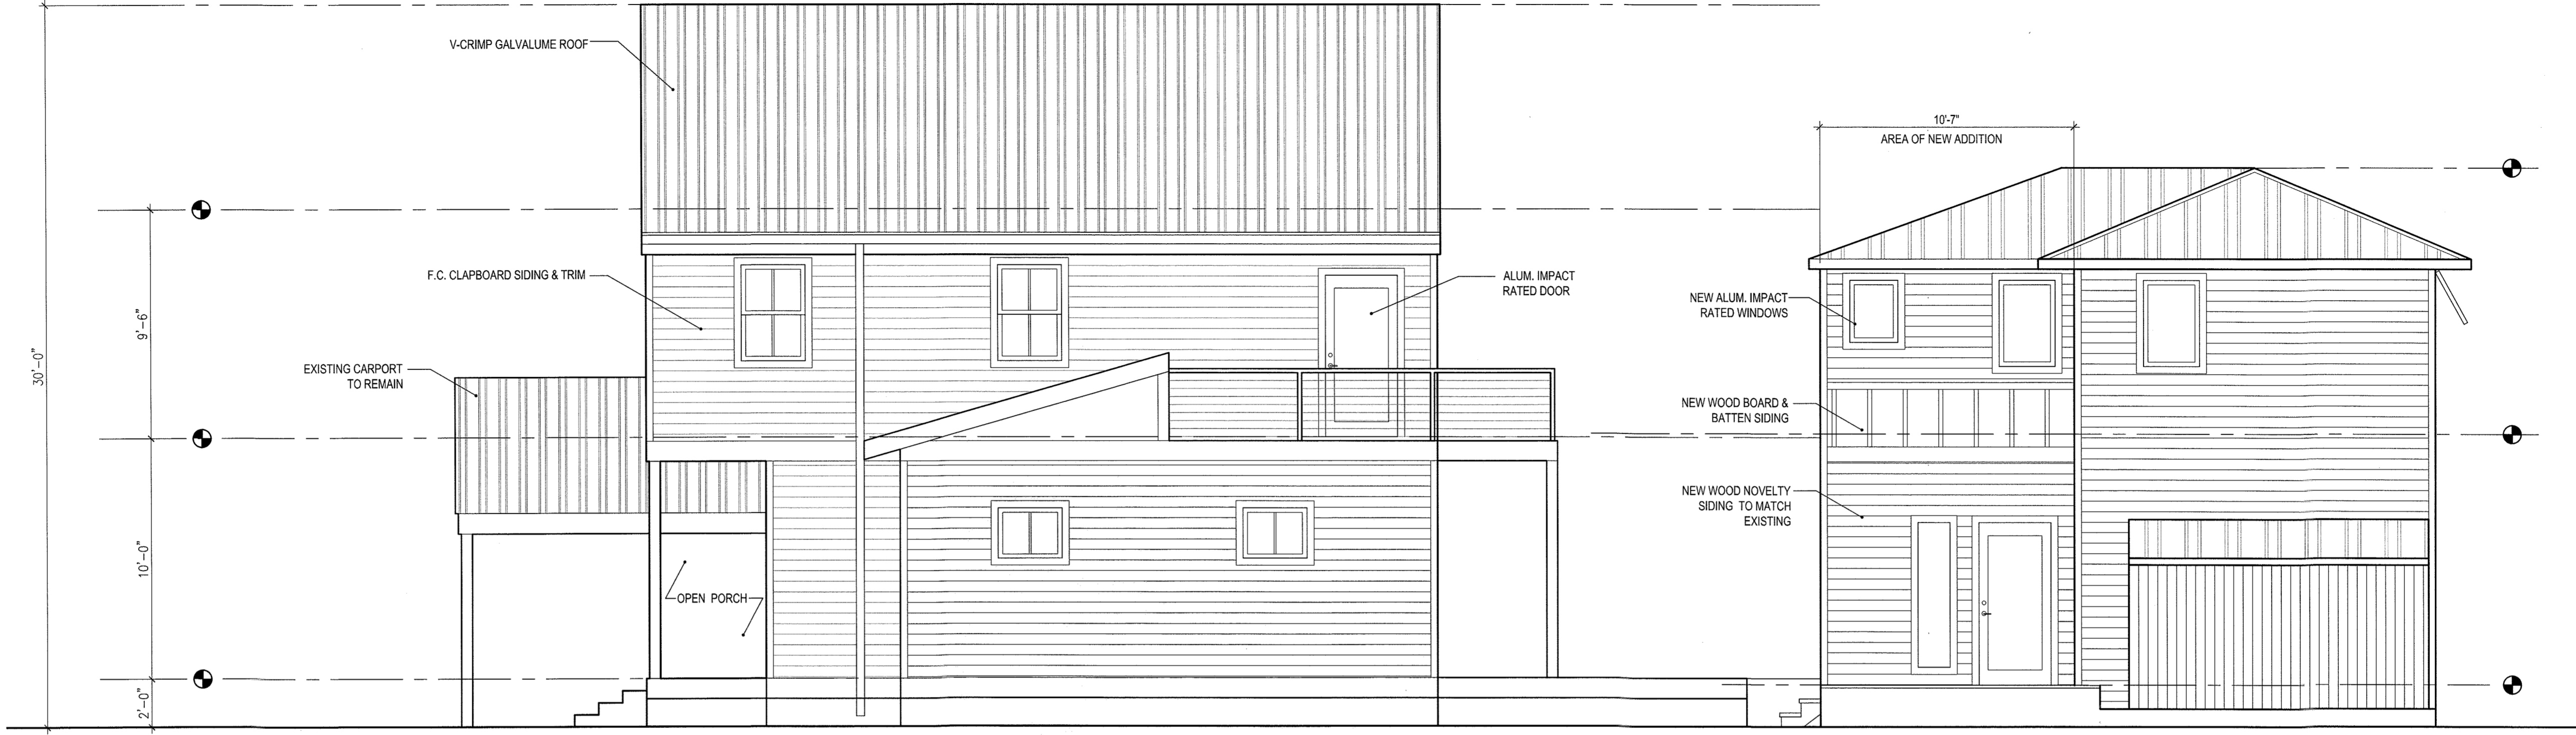 V-CRIMP GALVALUME ROOF
10'-7"
AREA OF NEW ADDITION
F.C. CLAPBOARD SIDING & TRIM
ALUM. IMPACT
RATED DOOR
NEW ALUM. IMPACT
RATED WINDOWS
9'-6"
30'-0"
EXISTING CARPORT
TO REMAIN
NEW WOOD BOARD &
BATTEN SIDING
NEW WOOD NOVELTY
SIDING TO MATCH
EXISTING
10'-0"
OPEN PORCH
2'-0"